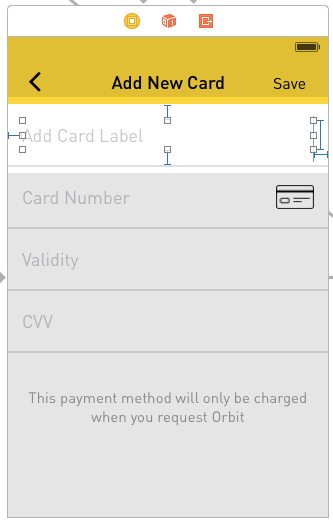 Add New Card Save
Add Card Label
Card Number
Validity
CVV
This payment method will only be charged
when you request Orbit